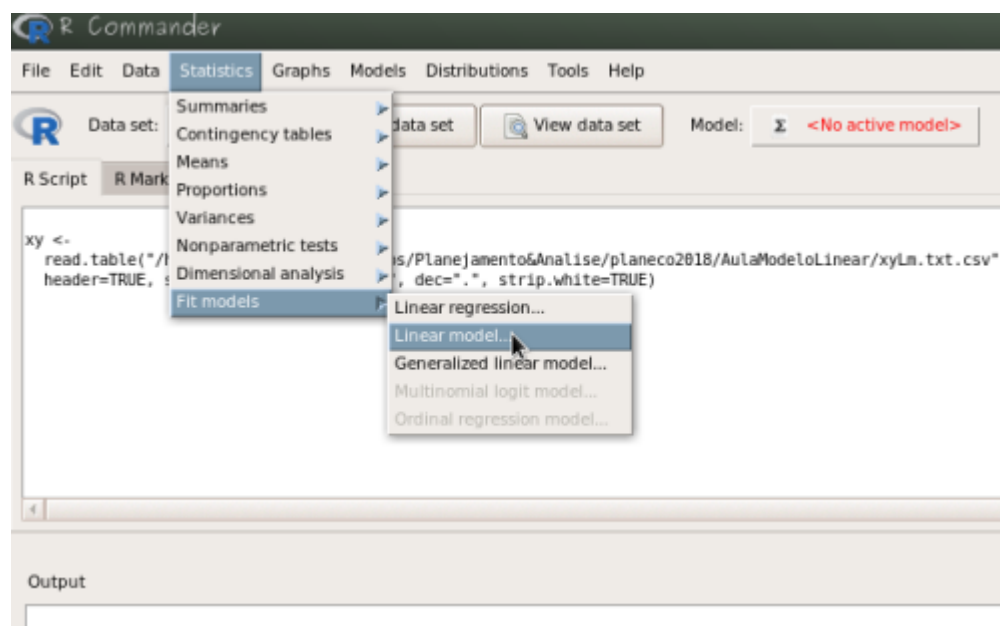 R Commander
File Edit Data Statistics Graphs Models Distributions Tools Help
Data set: data set View data set Model: Σ <No active model>
R Script R Mark
Summaries
Contingency tables
Means
Proportions
Variances
Nonparametric tests
Dimensional analysis
Fit models
Linear regression...
Linear model...
Generalized linear model...
Multinomial logit model...
Ordinal regression model...
xy <-
read.table("/ s/Planejamento&Analise/planeco2018/AulaModeloLinear/xyLm.txt.csv"
header=TRUE, ", dec=".", strip.white=TRUE)
Output